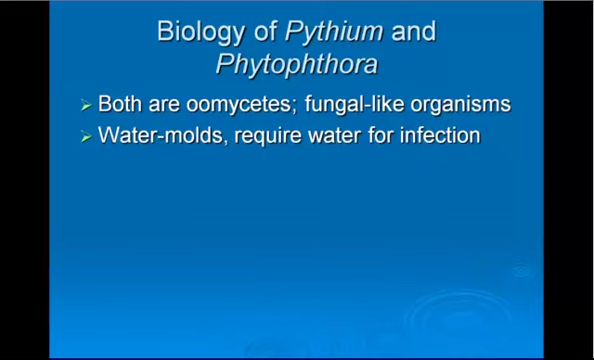 Biology of Pythium and
Phytophthora
Both are oomycetes; fungal-like organisms
Water-molds, require water for infection